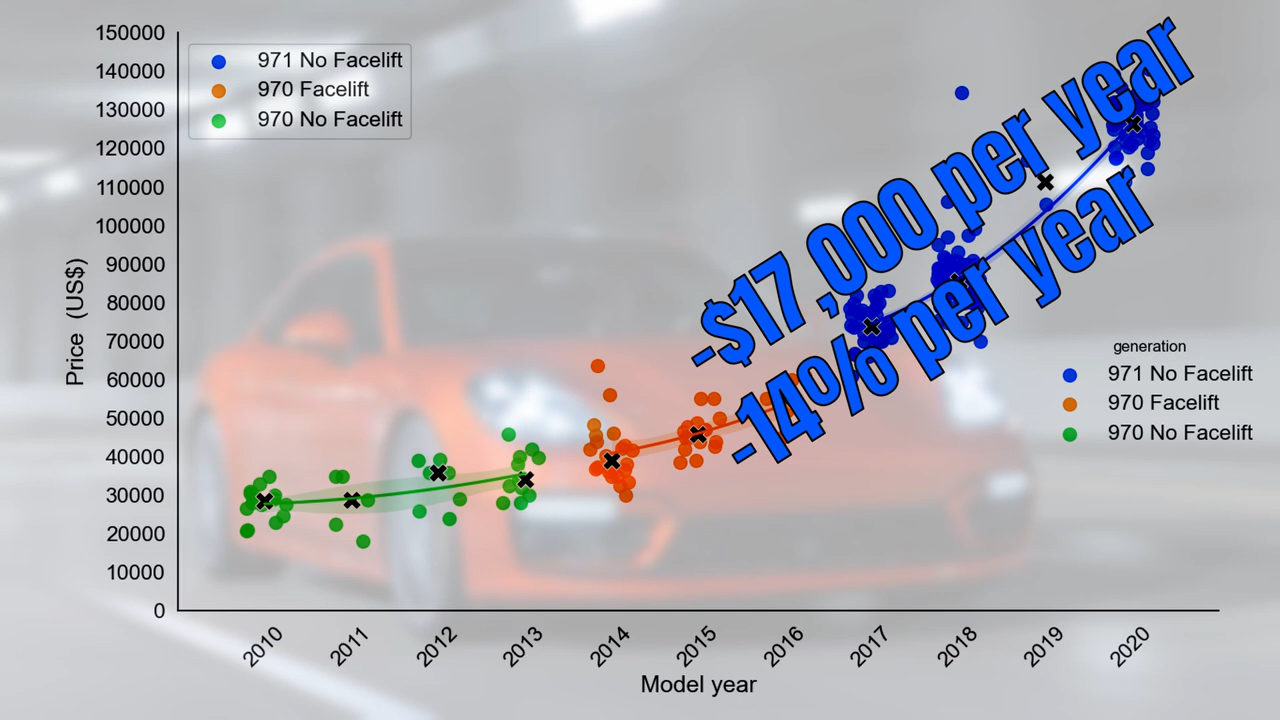 150000
140000
130000
120000
110000
100000
90000
80000
70000
60000
50000
40000
30000
20000
10000
0
Price (US$)
971 No Facelift
970 Facelift
970 No Facelift
-$17,000 per year
-14% per year
generation
971 No Facelift
970 Facelift
970 No Facelift
2010
2011
2012
2013
2014
2015
2016
2017
2018
2019
2020
Model year